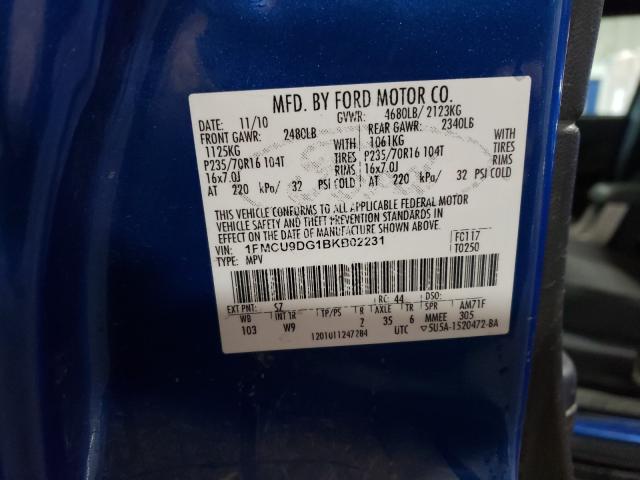 MFD. BY FORD MOTOR CO.
DATE: 11/10 GVWR: 4680LB/ 2123KG
FRONT GAWR: 2480LB REAR GAWR: 2340LB
1125KG WITH 1061KG WITH
P235/70R16 104T TIRES P235/70R16 104T TIRES
16x7.0J RIMS 16x7.0J RIMS
AT 220 kPa/ 32 PSI COLD AT 220 kPa/ 32 PSI COLD
THIS VEHICLE CONFORMS TO ALL APPLICABLE FEDERAL MOTOR
VEHICLE SAFETY AND THEFT PREVENTION STANDARDS IN
EFFECT ON THE DATE OF MANUFACTURE SHOWN ABOVE.
VIN: 1FMCU9DG1BKB02231 FC117
TYPE: MPV T0250
EXT PNT: SZ RC: 44 DSO:
WB INT TR TP/PS R AXLE TR SPR AM71F
103 W9 2 35 6 MMEE 305
1201011247284 UTC ▽5U5A-1520472-BA